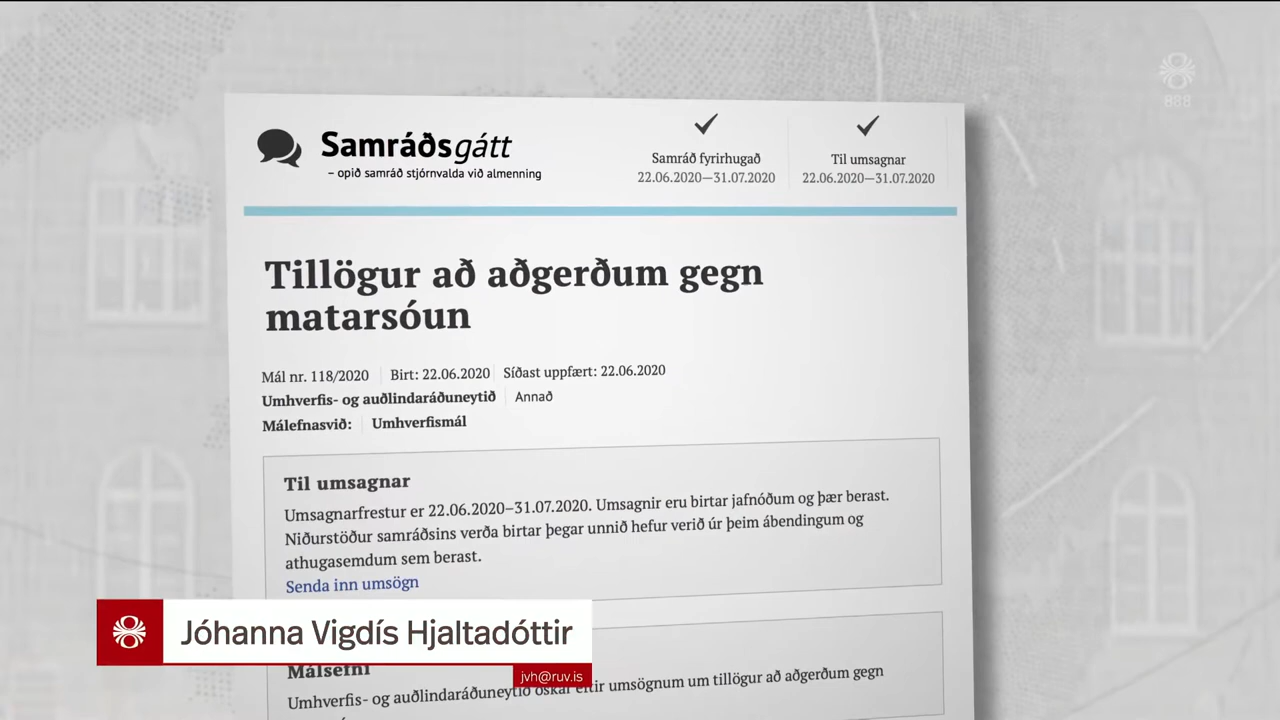 888
Samráðsgátt
– opið samráð stjórnvalda við almenning
Samráð fyrirhugað
22.06.2020—31.07.2020
Til umsagnar
22.06.2020—31.07.2020
Tillögur að aðgerðum gegn
matarsóun
Mál nr. 118/2020 Birt: 22.06.2020 Síðast uppfært: 22.06.2020
Umhverfis- og auðlindaráðuneytið Annað
Málefnasvið: Umhverfismál
Til umsagnar
Umsagnarfrestur er 22.06.2020–31.07.2020. Umsagnir eru birtar jafnóðum og þær berast.
Niðurstöður samráðsins verða birtar þegar unnið hefur verið úr þeim ábendingum og
athugasemdum sem berast.
Senda inn umsögn
Jóhanna Vigdís Hjaltadóttir
jvh@ruv.is
Málsefni
Umhverfis- og auðlindaráðuneytið óskar eftir umsögnum um tillögur að aðgerðum gegn